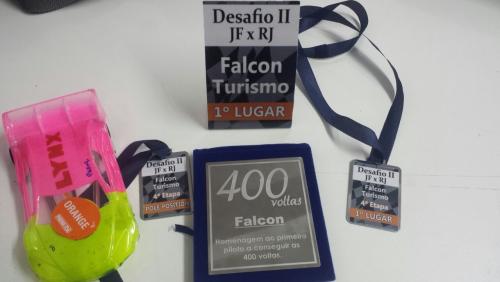 Desafio II
JF x RJ
Falcon
Turismo
1º LUGAR
LYNX
ORANGE
Desafio II
JF x RJ
Falcon
Turismo
4ª Etapa
POLE POSITION
400
voltas
Falcon
Homenagem ao primeiro
piloto a conseguir as
400 voltas.
Desafio II
JF x RJ
Falcon
Turismo
4ª Etapa
1º LUGAR